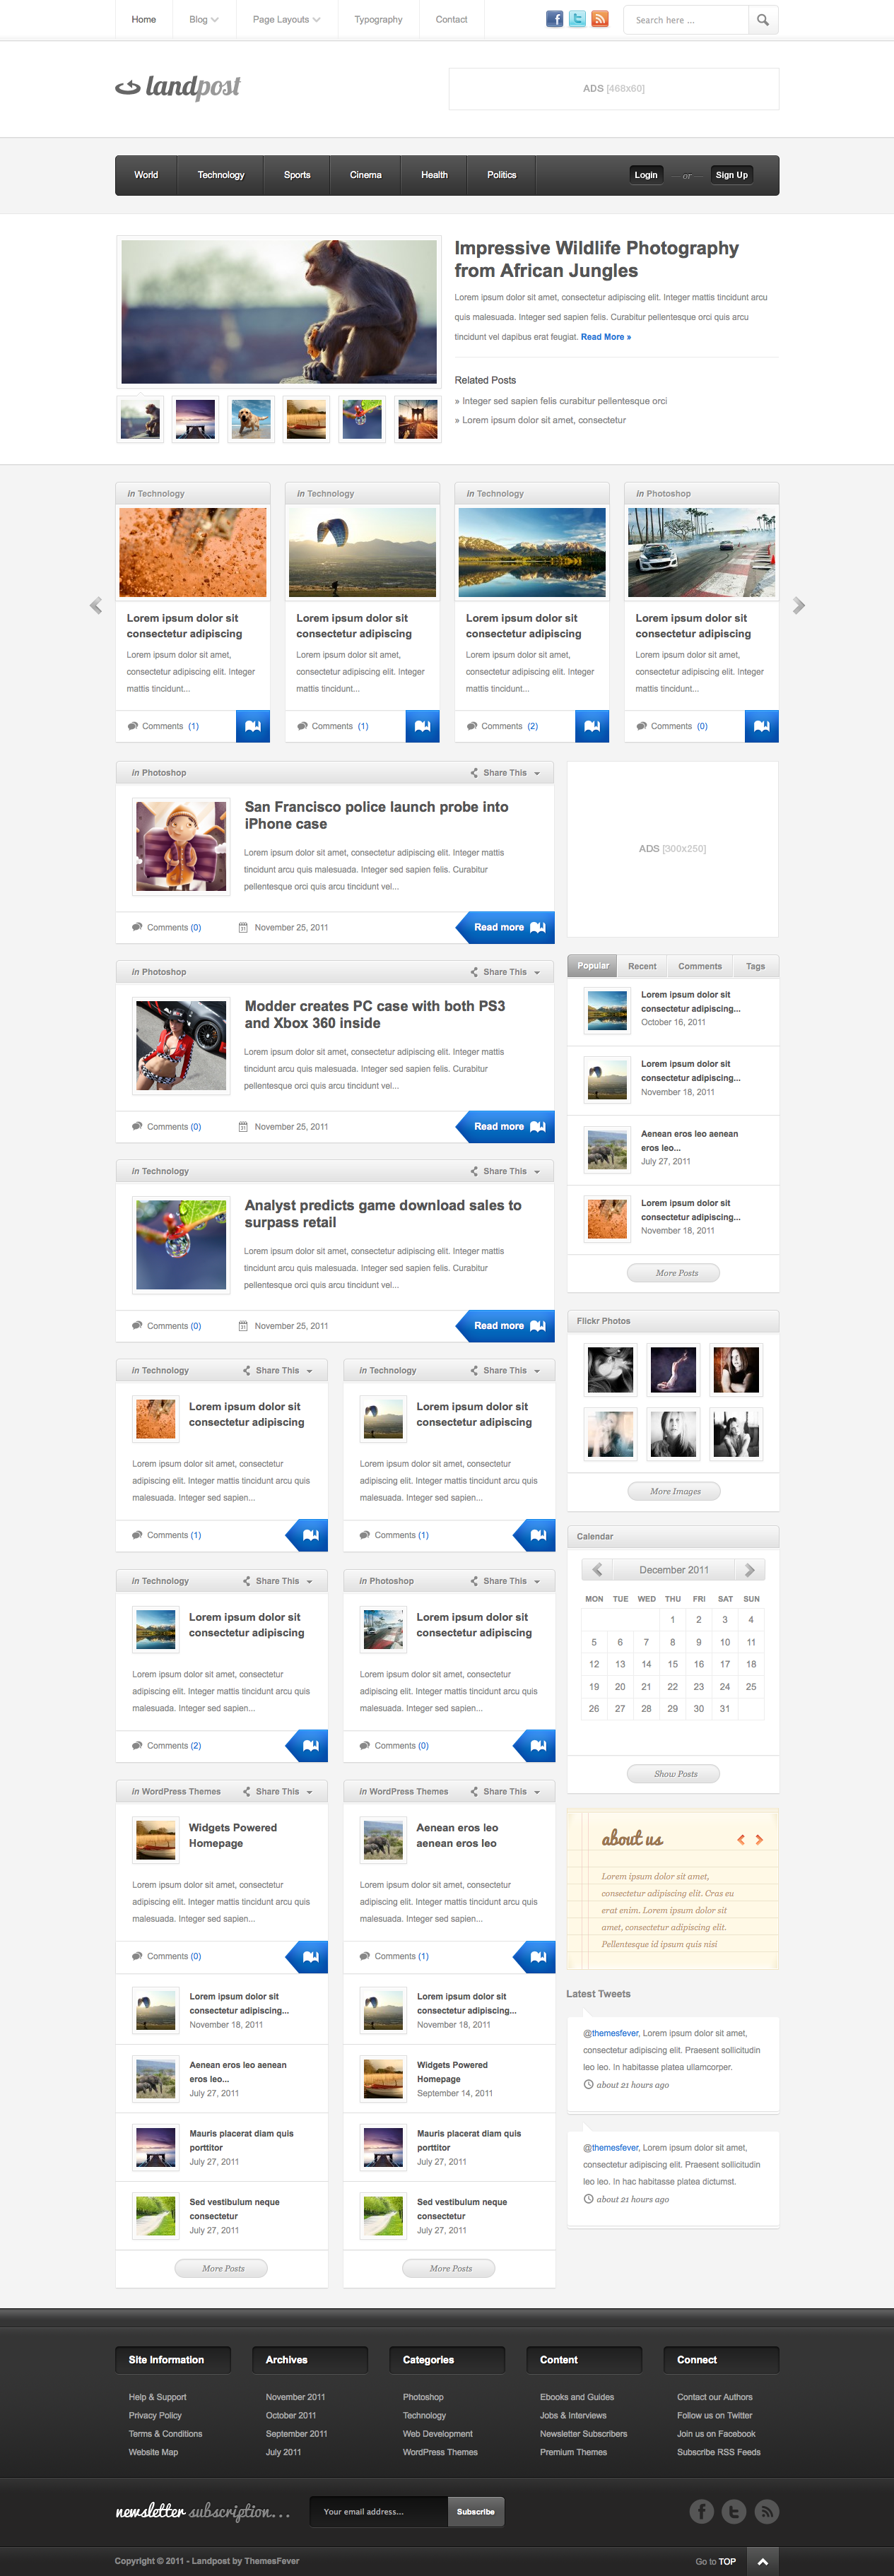 Home
Blog
Page Layouts
Typography
Contact
Search here ...
landpost
ADS [468x60]
World
Technology
Sports
Cinema
Health
Politics
Login
or
Sign Up
Impressive Wildlife Photography
from African Jungles
Lorem ipsum dolor sit amet, consectetur adipiscing elit. Integer mattis tincidunt arcu
quis malesuada. Integer sed sapien felis. Curabitur pellentesque orci quis arcu
tincidunt vel dapibus erat feugiat. Read More »
Related Posts
» Integer sed sapien felis curabitur pellentesque orci
» Lorem ipsum dolor sit amet, consectetur
in Technology
Lorem ipsum dolor sit
consectetur adipiscing
Lorem ipsum dolor sit amet,
consectetur adipiscing elit. Integer
mattis tincidunt...
Comments (1)
in Technology
Lorem ipsum dolor sit
consectetur adipiscing
Lorem ipsum dolor sit amet,
consectetur adipiscing elit. Integer
mattis tincidunt...
Comments (1)
in Technology
Lorem ipsum dolor sit
consectetur adipiscing
Lorem ipsum dolor sit amet,
consectetur adipiscing elit. Integer
mattis tincidunt...
Comments (2)
in Photoshop
Lorem ipsum dolor sit
consectetur adipiscing
Lorem ipsum dolor sit amet,
consectetur adipiscing elit. Integer
mattis tincidunt...
Comments (0)
in Photoshop
Share This
San Francisco police launch probe into
iPhone case
Lorem ipsum dolor sit amet, consectetur adipiscing elit. Integer mattis
tincidunt arcu quis malesuada. Integer sed sapien felis. Curabitur
pellentesque orci quis arcu tincidunt vel...
Comments (0)
November 25, 2011
Read more
in Photoshop
Share This
Modder creates PC case with both PS3
and Xbox 360 inside
Lorem ipsum dolor sit amet, consectetur adipiscing elit. Integer mattis
tincidunt arcu quis malesuada. Integer sed sapien felis. Curabitur
pellentesque orci quis arcu tincidunt vel...
Comments (0)
November 25, 2011
Read more
in Technology
Share This
Analyst predicts game download sales to
surpass retail
Lorem ipsum dolor sit amet, consectetur adipiscing elit. Integer mattis
tincidunt arcu quis malesuada. Integer sed sapien felis. Curabitur
pellentesque orci quis arcu tincidunt vel...
Comments (0)
November 25, 2011
Read more
in Technology
Share This
Lorem ipsum dolor sit
consectetur adipiscing
Lorem ipsum dolor sit amet, consectetur
adipiscing elit. Integer mattis tincidunt arcu quis
malesuada. Integer sed sapien...
Comments (1)
in Technology
Share This
Lorem ipsum dolor sit
consectetur adipiscing
Lorem ipsum dolor sit amet, consectetur
adipiscing elit. Integer mattis tincidunt arcu quis
malesuada. Integer sed sapien...
Comments (1)
in Technology
Share This
Lorem ipsum dolor sit
consectetur adipiscing
Lorem ipsum dolor sit amet, consectetur
adipiscing elit. Integer mattis tincidunt arcu quis
malesuada. Integer sed sapien...
Comments (2)
in Photoshop
Share This
Lorem ipsum dolor sit
consectetur adipiscing
Lorem ipsum dolor sit amet, consectetur
adipiscing elit. Integer mattis tincidunt arcu quis
malesuada. Integer sed sapien...
Comments (0)
in WordPress Themes
Share This
Widgets Powered
Homepage
Lorem ipsum dolor sit amet, consectetur
adipiscing elit. Integer mattis tincidunt arcu quis
malesuada. Integer sed sapien...
Comments (0)
Lorem ipsum dolor sit
consectetur adipiscing...
November 18, 2011
Aenean eros leo aenean
eros leo...
July 27, 2011
Mauris placerat diam quis
porttitor
July 27, 2011
Sed vestibulum neque
consectetur
July 27, 2011
More Posts
in WordPress Themes
Share This
Aenean eros leo
aenean eros leo
Lorem ipsum dolor sit amet, consectetur
adipiscing elit. Integer mattis tincidunt arcu quis
malesuada. Integer sed sapien...
Comments (1)
Lorem ipsum dolor sit
consectetur adipiscing...
November 18, 2011
Widgets Powered
Homepage
September 14, 2011
Mauris placerat diam quis
porttitor
July 27, 2011
Sed vestibulum neque
consectetur
July 27, 2011
More Posts
ADS [300x250]
Popular
Recent
Comments
Tags
Lorem ipsum dolor sit
consectetur adipiscing...
October 16, 2011
Lorem ipsum dolor sit
consectetur adipiscing...
November 18, 2011
Aenean eros leo aenean
eros leo...
July 27, 2011
Lorem ipsum dolor sit
consectetur adipiscing...
November 18, 2011
More Posts
Flickr Photos
More Images
Calendar
December 2011
MON TUE WED THU FRI SAT SUN
1 2 3 4
5 6 7 8 9 10 11
12 13 14 15 16 17 18
19 20 21 22 23 24 25
26 27 28 29 30 31
Show Posts
about us
Lorem ipsum dolor sit amet,
consectetur adipiscing elit. Cras eu
erat enim. Lorem ipsum dolor sit
amet, consectetur adipiscing elit.
Pellentesque id ipsum quis nisi
Latest Tweets
@themesfever, Lorem ipsum dolor sit amet,
consectetur adipiscing elit. Praesent sollicitudin
leo leo. In habitasse platea ullamcorper.
about 21 hours ago
@themesfever, Lorem ipsum dolor sit amet,
consectetur adipiscing elit. Praesent sollicitudin
leo leo. In hac habitasse platea dictumst.
about 21 hours ago
Site Information
Help & Support
Privacy Policy
Terms & Conditions
Website Map
Archives
November 2011
October 2011
September 2011
July 2011
Categories
Photoshop
Technology
Web Development
WordPress Themes
Content
Ebooks and Guides
Jobs & Interviews
Newsletter Subscribers
Premium Themes
Connect
Contact our Authors
Follow us on Twitter
Join us on Facebook
Subscribe RSS Feeds
newsletter subscription...
Your email address...
Subscribe
Copyright © 2011 - Landpost by ThemesFever
Go to TOP